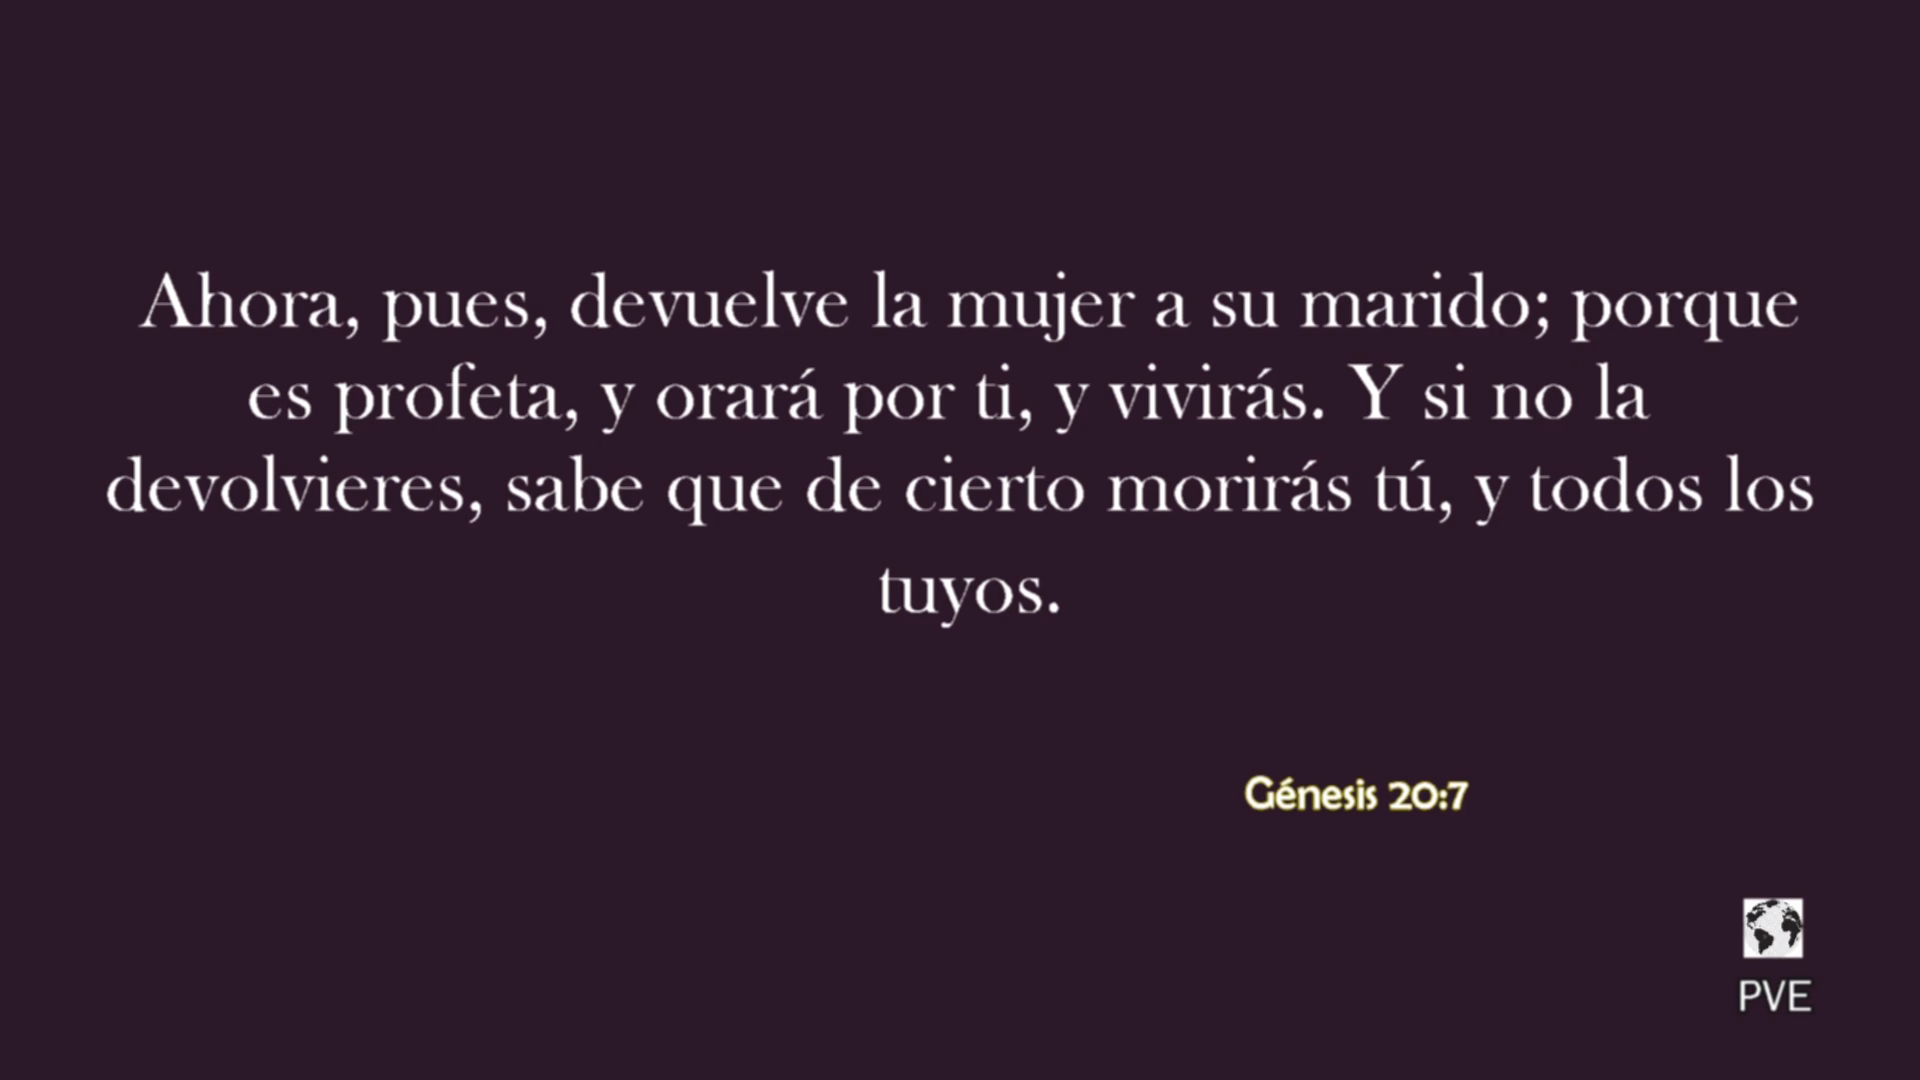 Ahora, pues, devuelve la mujer a su marido; porque
es profeta, y orará por ti, y vivirás. Y si no la
devolvieres, sabe que de cierto morirás tú, y todos los
tuyos.
Génesis 20:7
PVE